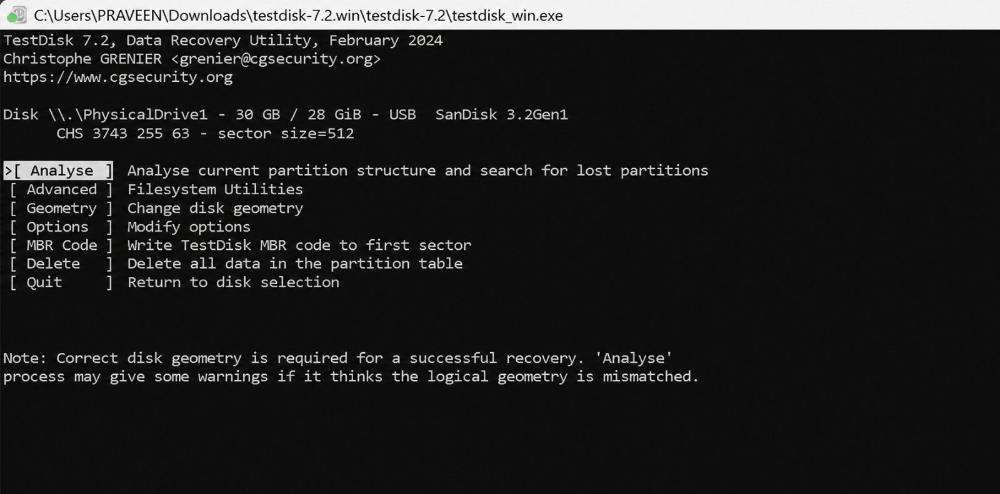 C:\Users\PRAVEEN\Downloads\testdisk-7.2.win\testdisk-7.2\testdisk_win.exe
TestDisk 7.2, Data Recovery Utility, February 2024
Christophe GRENIER <grenier@cgsecurity.org>
https://www.cgsecurity.org
Disk \\.\PhysicalDrive1 - 30 GB / 28 GiB - USB  SanDisk 3.2Gen1
CHS 3743 255 63 - sector size=512
>[ Analyse ] Analyse current partition structure and search for lost partitions
[ Advanced ] Filesystem Utilities
[ Geometry ] Change disk geometry
[ Options  ] Modify options
[ MBR Code ] Write TestDisk MBR code to first sector
[ Delete   ] Delete all data in the partition table
[ Quit     ] Return to disk selection
Note: Correct disk geometry is required for a successful recovery. 'Analyse'
process may give some warnings if it thinks the logical geometry is mismatched.